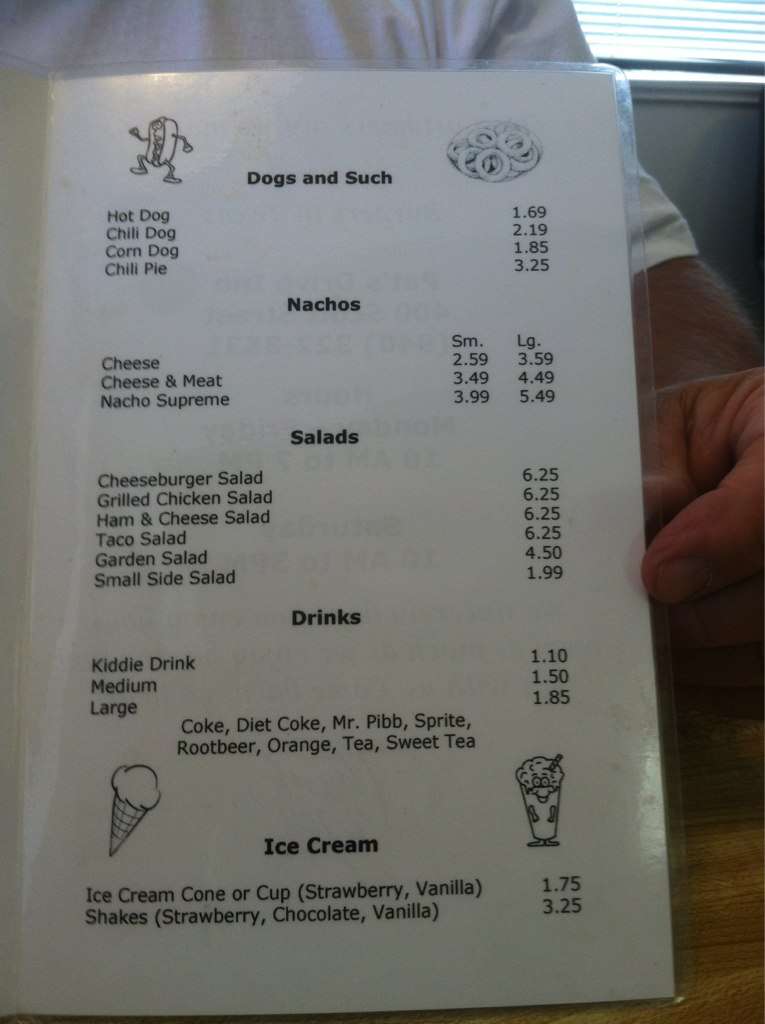 Dogs and Such
Hot Dog 1.69
Chili Dog 2.19
Corn Dog 1.85
Chili Pie 3.25
Nachos
Sm. Lg.
Cheese 2.59 3.59
Cheese & Meat 3.49 4.49
Nacho Supreme 3.99 5.49
Salads
Cheeseburger Salad 6.25
Grilled Chicken Salad 6.25
Ham & Cheese Salad 6.25
Taco Salad 6.25
Garden Salad 4.50
Small Side Salad 1.99
Drinks
Kiddie Drink 1.10
Medium 1.50
Large 1.85
Coke, Diet Coke, Mr. Pibb, Sprite,
Rootbeer, Orange, Tea, Sweet Tea
Ice Cream
Ice Cream Cone or Cup (Strawberry, Vanilla) 1.75
Shakes (Strawberry, Chocolate, Vanilla) 3.25